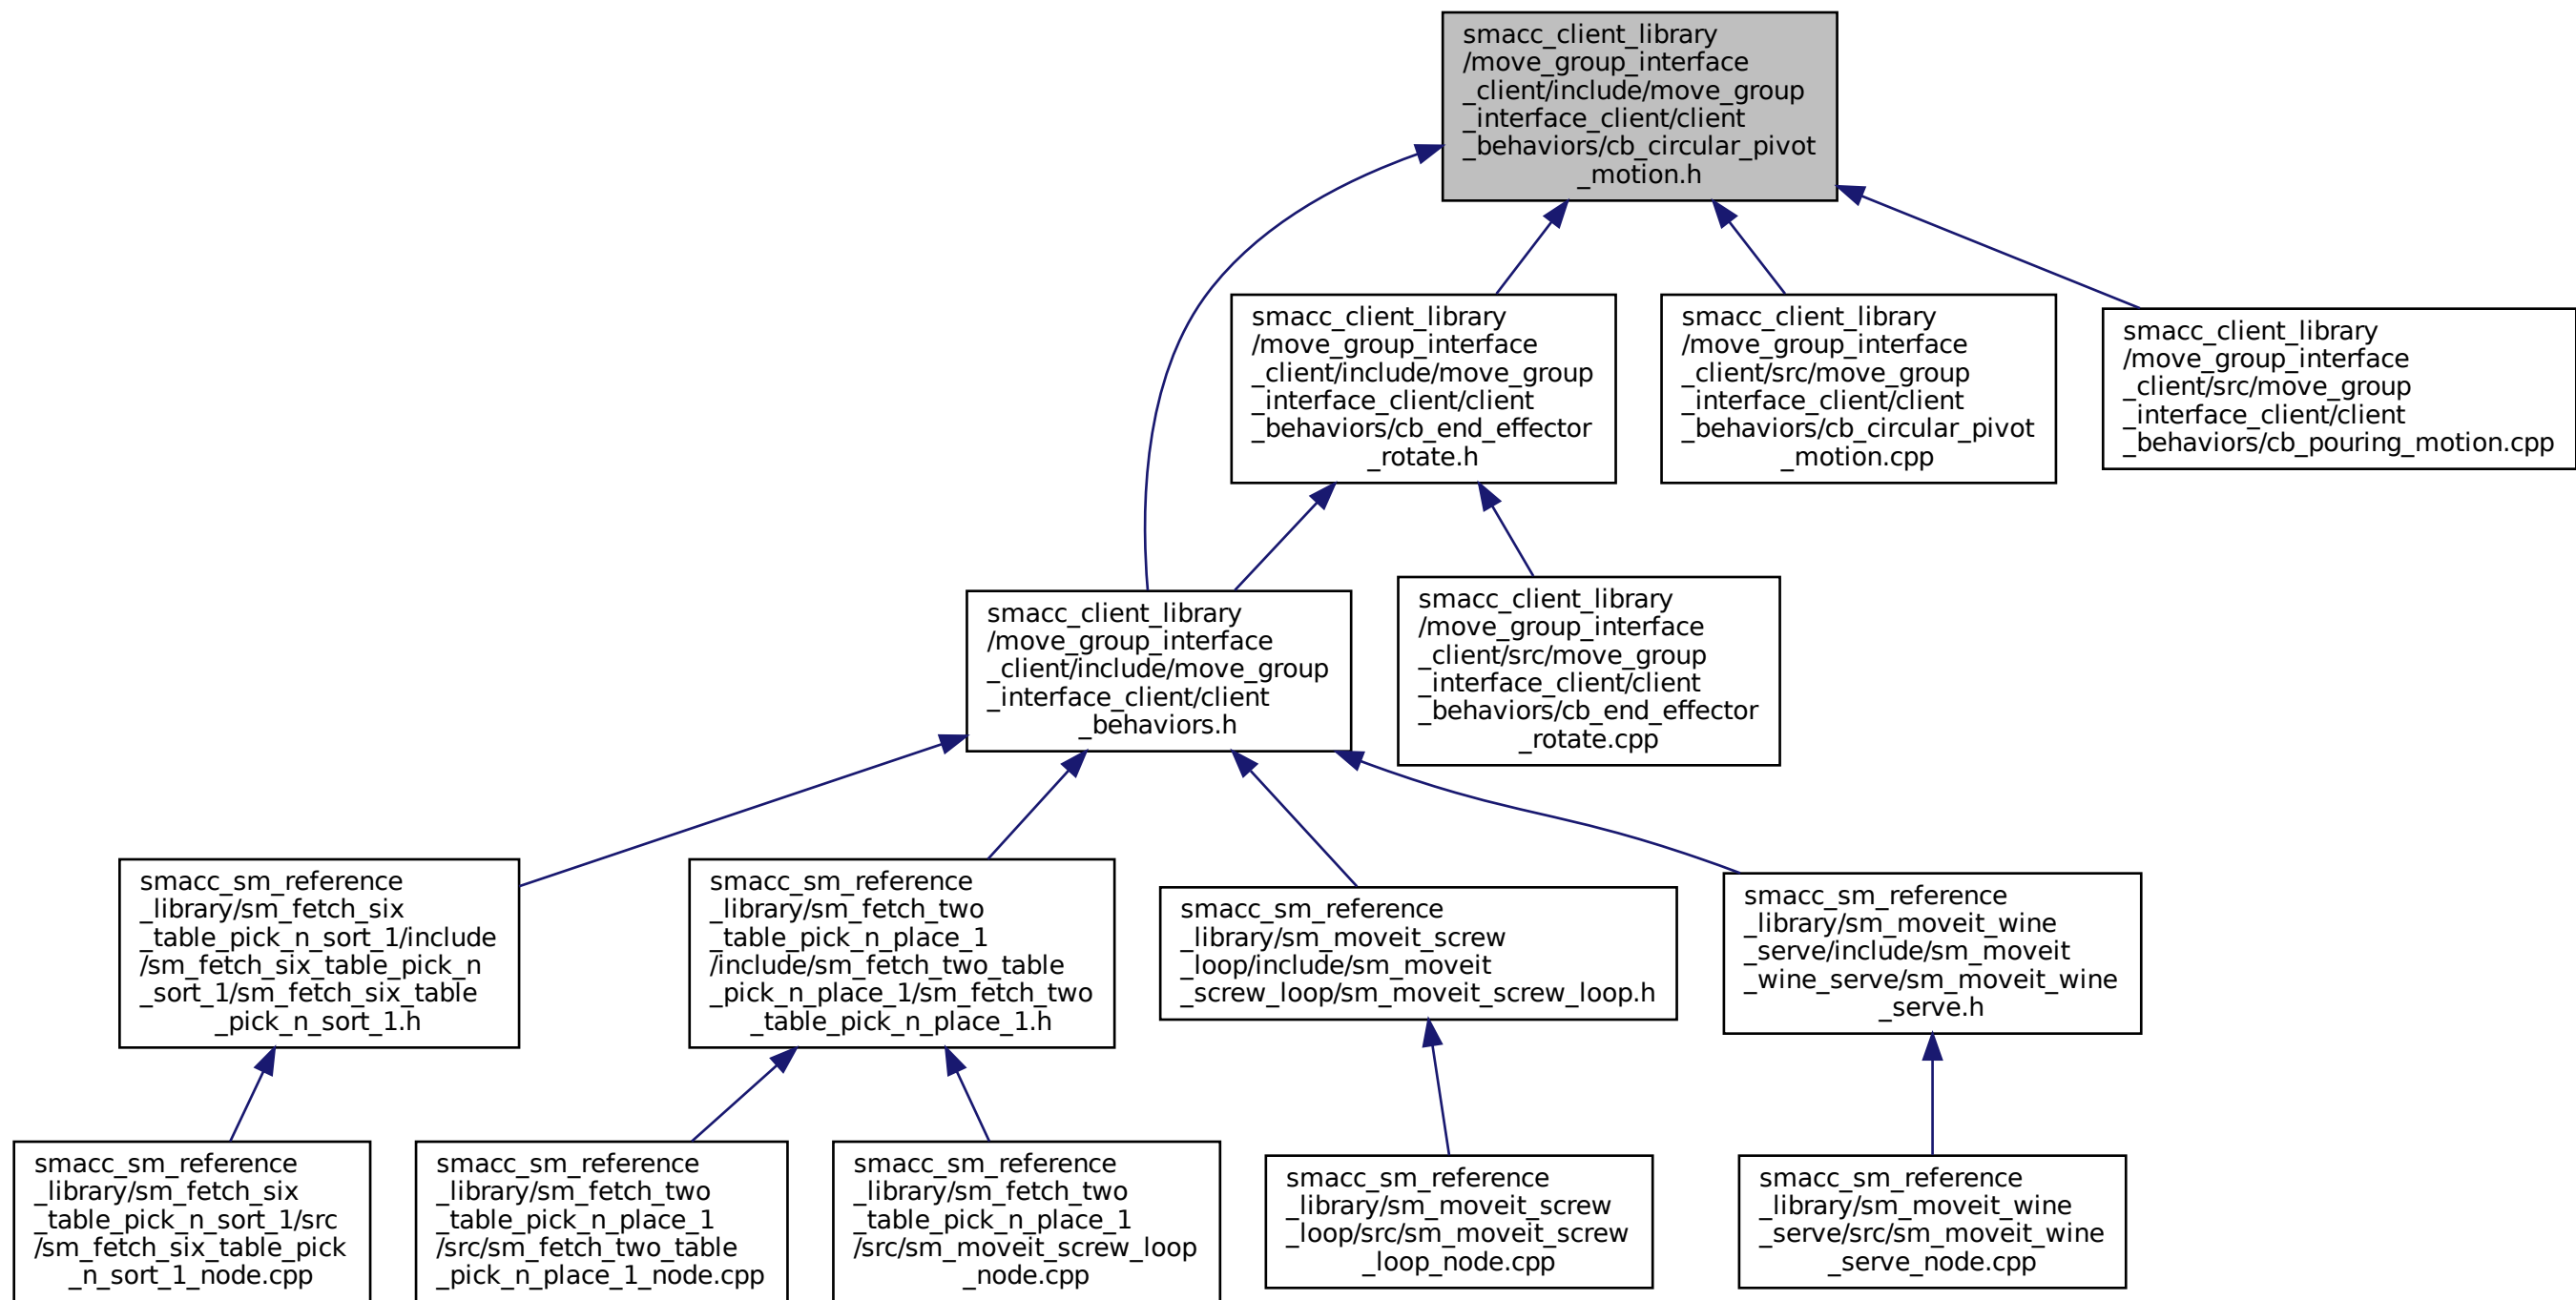 smacc_client_library
/move_group_interface
_client/include/move_group
_interface_client/client
_behaviors/cb_circular_pivot
_motion.h
smacc_client_library
/move_group_interface
_client/include/move_group
_interface_client/client
_behaviors/cb_end_effector
_rotate.h
smacc_client_library
/move_group_interface
_client/src/move_group
_interface_client/client
_behaviors/cb_circular_pivot
_motion.cpp
smacc_client_library
/move_group_interface
_client/src/move_group
_interface_client/client
_behaviors/cb_pouring_motion.cpp
smacc_client_library
/move_group_interface
_client/include/move_group
_interface_client/client
_behaviors.h
smacc_client_library
/move_group_interface
_client/src/move_group
_interface_client/client
_behaviors/cb_end_effector
_rotate.cpp
smacc_sm_reference
_library/sm_fetch_six
_table_pick_n_sort_1/include
/sm_fetch_six_table_pick_n
_sort_1/sm_fetch_six_table
_pick_n_sort_1.h
smacc_sm_reference
_library/sm_fetch_two
_table_pick_n_place_1
/include/sm_fetch_two_table
_pick_n_place_1/sm_fetch_two
_table_pick_n_place_1.h
smacc_sm_reference
_library/sm_moveit_screw
_loop/include/sm_moveit
_screw_loop/sm_moveit_screw_loop.h
smacc_sm_reference
_library/sm_moveit_wine
_serve/include/sm_moveit
_wine_serve/sm_moveit_wine
_serve.h
smacc_sm_reference
_library/sm_fetch_six
_table_pick_n_sort_1/src
/sm_fetch_six_table_pick
_n_sort_1_node.cpp
smacc_sm_reference
_library/sm_fetch_two
_table_pick_n_place_1
/src/sm_fetch_two_table
_pick_n_place_1_node.cpp
smacc_sm_reference
_library/sm_fetch_two
_table_pick_n_place_1
/src/sm_moveit_screw_loop
_node.cpp
smacc_sm_reference
_library/sm_moveit_screw
_loop/src/sm_moveit_screw
_loop_node.cpp
smacc_sm_reference
_library/sm_moveit_wine
_serve/src/sm_moveit_wine
_serve_node.cpp